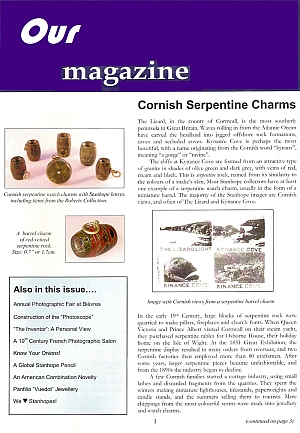 Our
magazine
Cornish Serpentine Charms
Cornish serpentine watch charms with Stanhope lenses,
including items from the Roberts Collection.
Size: 0.7" or 1.7cm.
A barrel charm
of red-veined
serpentine rock.
Also in this issue….
Annual Photographic Fair at Bièvres
Construction of the "Photoscope"
"The Inventor": A Personal View
A 19th Century French Photographic Salon
Know Your Onions!
A Global Stanhope Pencil
An American Combination Novelty
Panfilio "Vuedot" Jewellery
We ♥ Stanhopes!
The Lizard, in the county of Cornwall, is the most southerly
peninsula in Great Britain. Waves rolling in from the Atlantic Ocean
have carved the headland into jagged offshore rock formations,
caves and secluded coves. Kynance Cove is perhaps the most
beautiful, with a name originating from the Cornish word "kynans",
meaning "a gorge" or "ravine".
The cliffs at Kynance Cove are formed from an attractive type
of granite in shades of olive green and dark grey, with veins of red,
cream and black. This is serpentine rock, named from its similarity to
the colours of a snake's skin. Most Stanhope collectors have at least
one example of a serpentine watch charm, usually in the form of a
miniature barrel. The majority of the Stanhope images are Cornish
views, and often of The Lizard and Kynance Cove.
THE LIZARD LIGHT
KYNANCE COVE
KYNANCE COVE
KYNANCE COVE
Image with Cornish views from a serpentine barrel charm.
In the early 19th Century, large blocks of serpentine rock were
quarried to make pillars, fireplaces and church fonts. When Queen
Victoria and Prince Albert visited Cornwall on their steam yacht,
they purchased serpentine tables for Osborne House, their holiday
home on the Isle of Wight. At the 1851 Great Exhibition, the
serpentine display resulted in more orders from overseas, and two
Cornish factories then employed more than 80 craftsmen. After
some years, larger serpentine pieces became unfashionable, and
from the 1890s the industry began to decline.
A few Cornish families started a cottage industry, using small
lathes and discarded fragments from the quarries. They spent the
winters making miniature lighthouses, inkstands, paperweights and
candle stands, and the summers selling them to tourists. More
chippings from the most colourful seams were made into jewellery
and watch charms.
1
(continued on page 5)